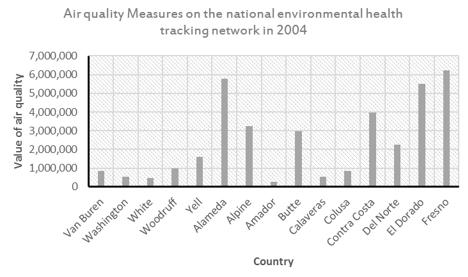 Air quality Measures on the national environmental health
tracking network in 2004
Value of air quality
7,000,000
6,000,000
5,000,000
4,000,000
3,000,000
2,000,000
1,000,000
0
Van Buren
Washington
White
Woodruff
Yell
Alameda
Alpine
Amador
Butte
Calaveras
Colusa
Contra Costa
Del Norte
El Dorado
Fresno
Country